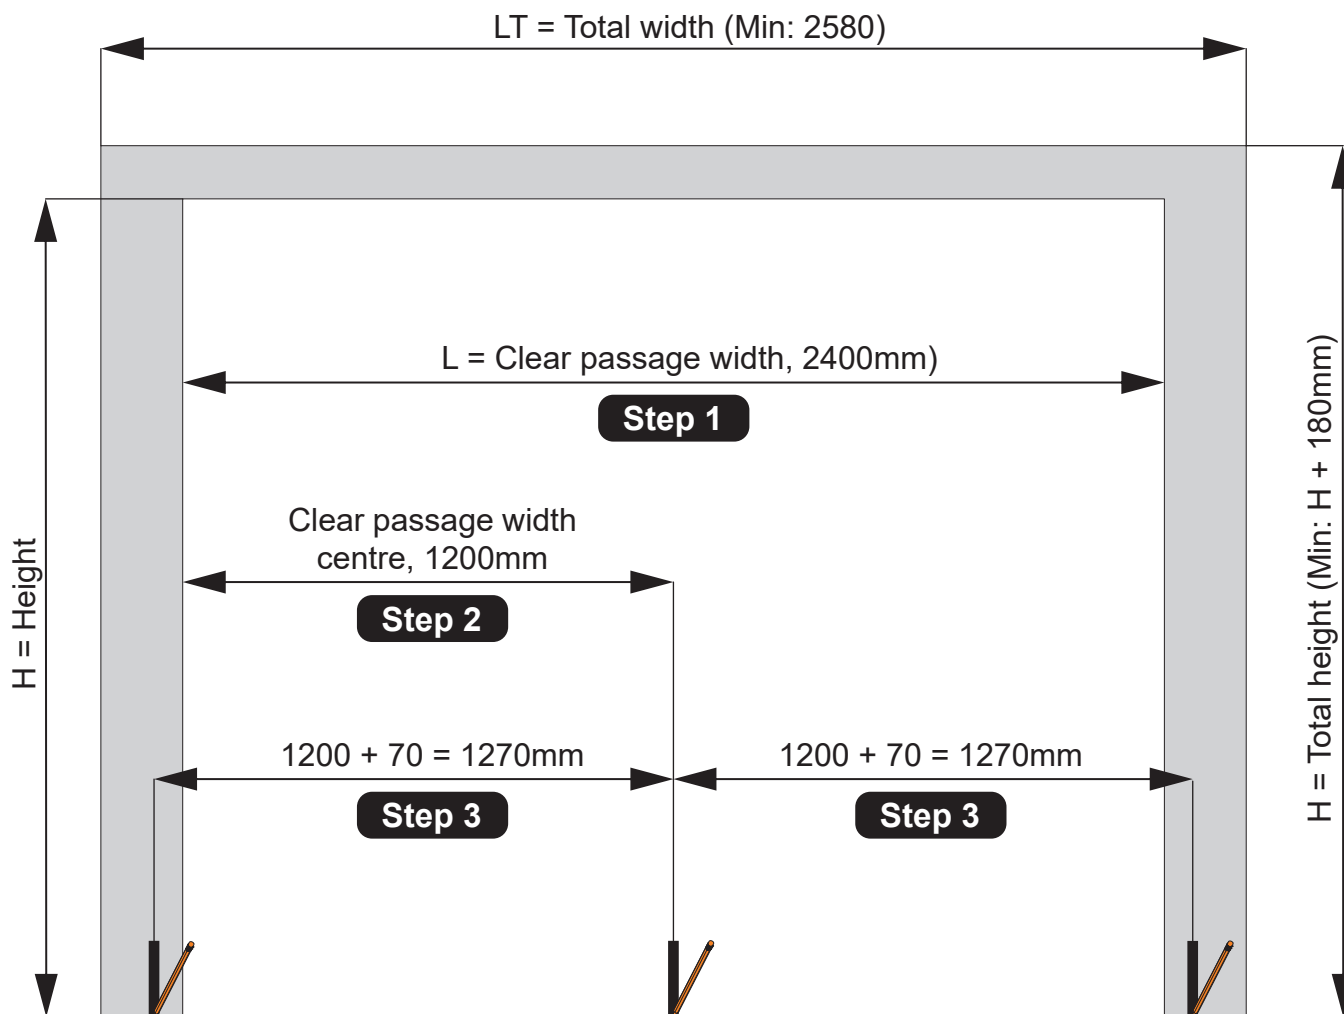 LT = Total width (Min: 2580)
L = Clear passage width, 2400mm)
Step 1
Clear passage width
centre, 1200mm
Step 2
H = Height
H = Total height (Min: H + 180mm)
1200 + 70 = 1270mm
1200 + 70 = 1270mm
Step 3
Step 3